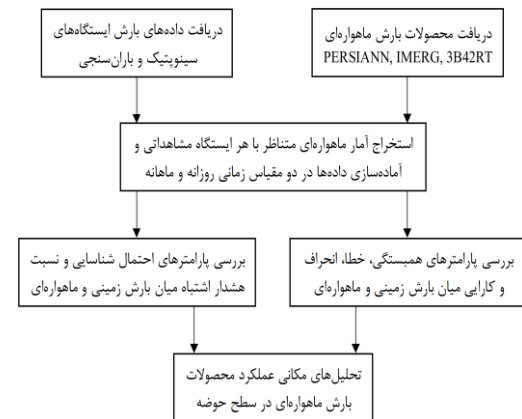 دریافت داده‌های بارش ایستگاه‌های
سینوپتیک و باران‌سنجی
دریافت محصولات بارش ماهواره‌ای
PERSIANN, IMERG, 3B42RT
استخراج آمار ماهواره‌ای متناظر با هر ایستگاه مشاهداتی و
آماده‌سازی داده‌ها در دو مقیاس زمانی روزانه و ماهانه
بررسی پارامترهای احتمال شناسایی و نسبت
هشدار اشتباه میان بارش زمینی و ماهواره‌ای
بررسی پارامترهای همبستگی، خطا، انحراف
و کارایی میان بارش زمینی و ماهواره‌ای
تحلیل‌های مکانی عملکرد محصولات
بارش ماهواره‌ای در سطح حوضه